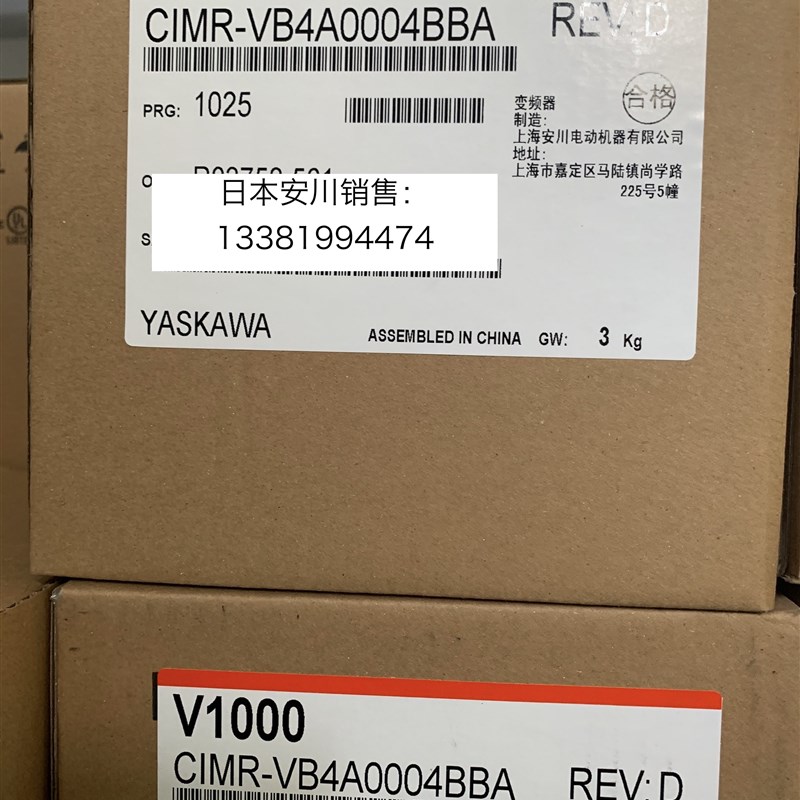 CIMR-VB4A0004BBA REV: D
PRG: 1025
变频器
合格
制造:
上海安川电动机器有限公司
地址:
上海市嘉定区马陆镇尚学路
225号5幢
日本安川销售:
13381994474
YASKAWA
ASSEMBLED IN CHINA GW: 3 Kg
V1000
CIMR-VB4A0004BBA REV: D